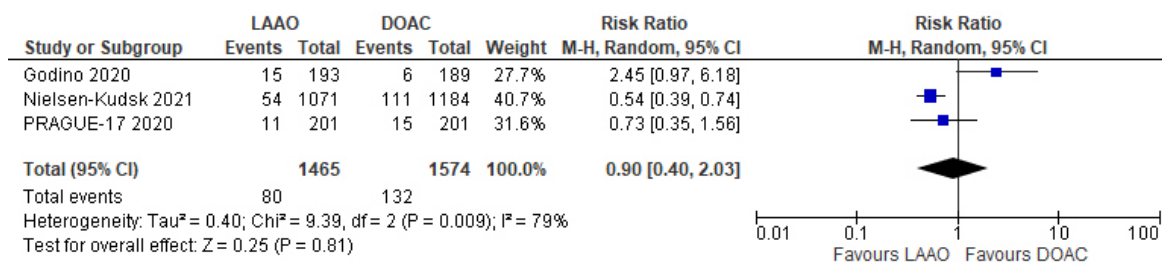 LAAO DOAC Risk Ratio Risk Ratio
Study or Subgroup Events Total Events Total Weight M-H, Random, 95% CI M-H, Random, 95% CI
Godino 2020 15 193 6 189 27.7% 2.45 [0.97, 6.18]
Nielsen-Kudsk 2021 54 1071 111 1184 40.7% 0.54 [0.39, 0.74]
PRAGUE-17 2020 11 201 15 201 31.6% 0.73 [0.35, 1.56]
Total (95% CI) 1465 1574 100.0% 0.90 [0.40, 2.03]
Total events 80 132
Heterogeneity: Tau² = 0.40; Chi² = 9.39, df = 2 (P = 0.009); I² = 79%
Test for overall effect: Z = 0.25 (P = 0.81)
0.01 0.1 1 10 100
Favours LAAO Favours DOAC